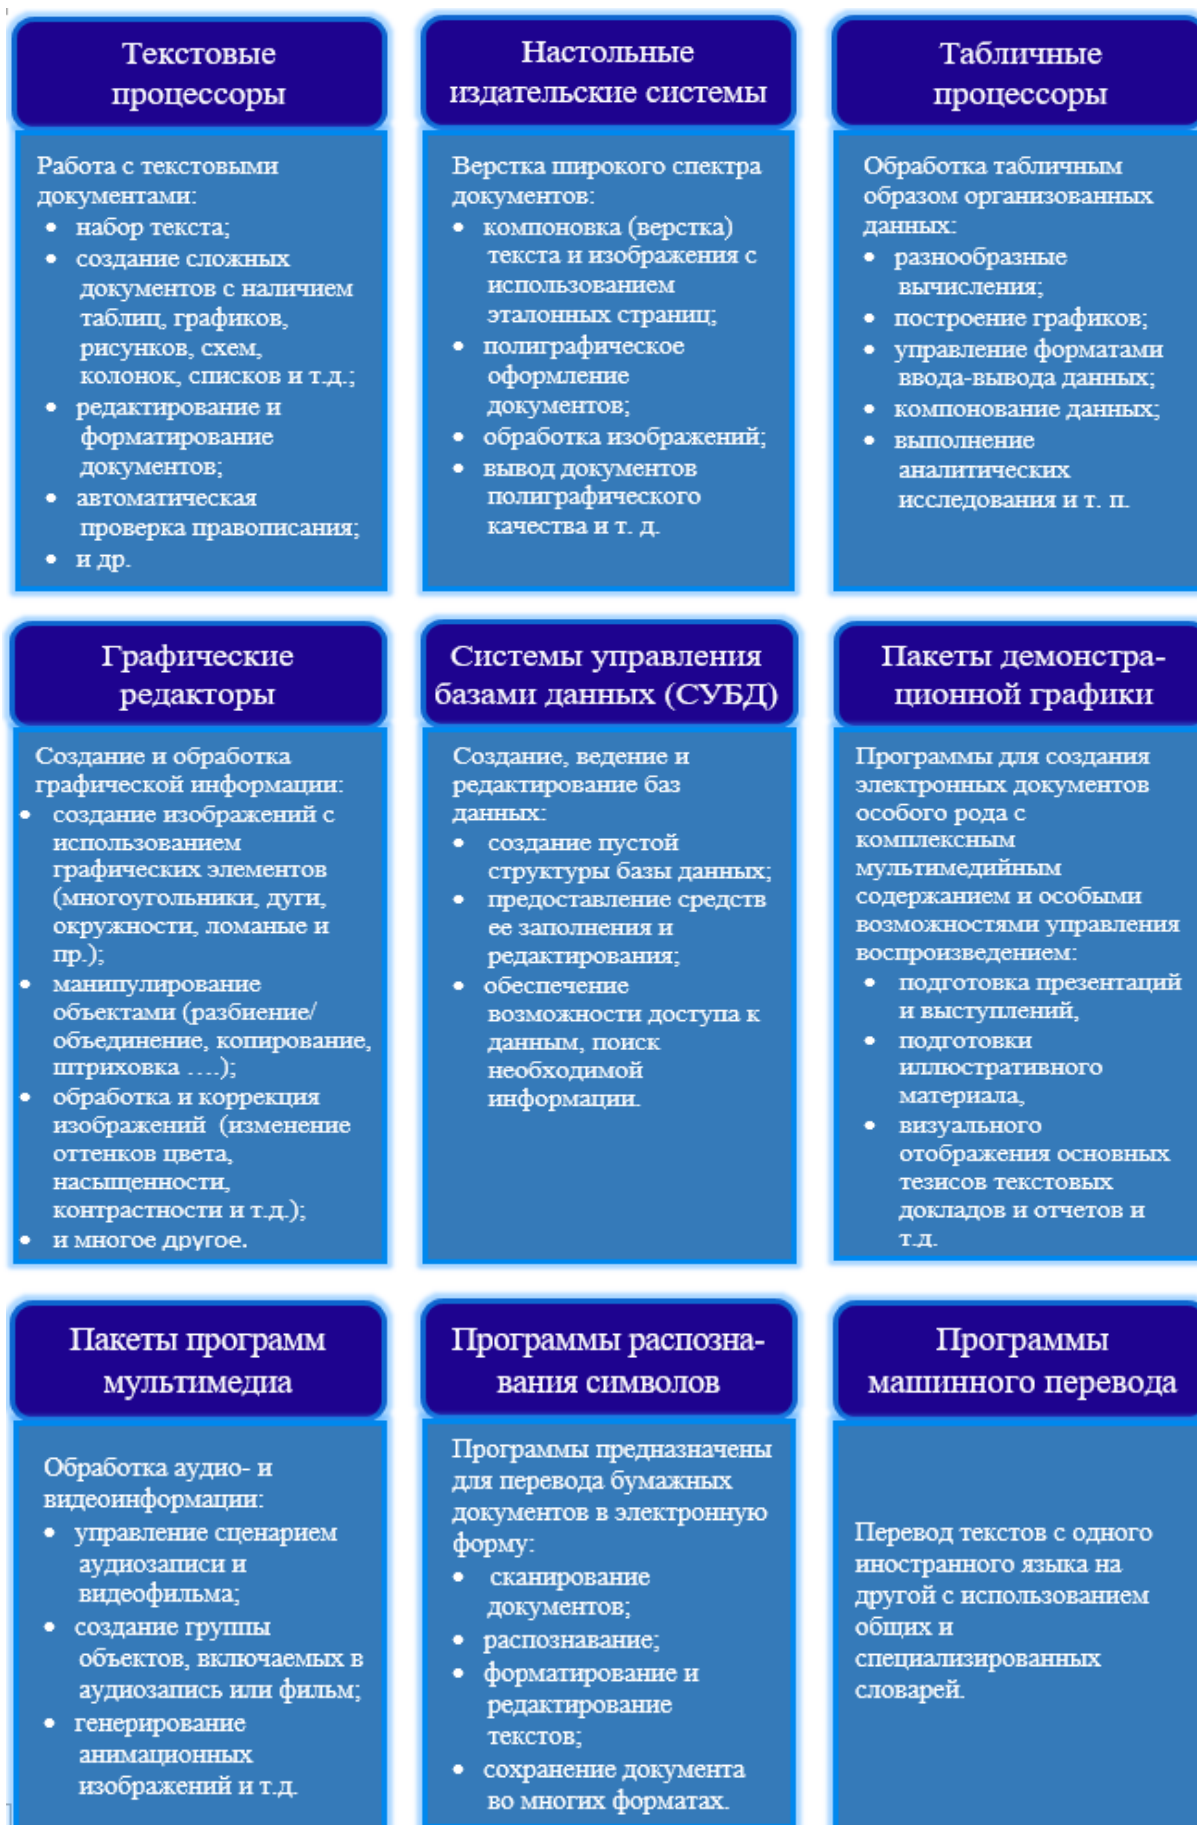 Текстовые
процессоры
Работа с текстовыми
документами:
• набор текста;
• создание сложных
документов с наличием
таблиц, графиков,
рисунков, схем,
колонок, списков и т.д.;
• редактирование и
форматирование
документов;
• автоматическая
проверка правописания;
• и др.
Настольные
издательские системы
Верстка широкого спектра
документов:
• компоновка (верстка)
текста и изображения с
использованием
эталонных страниц;
• полиграфическое
оформление
документов;
• обработка изображений;
• вывод документов
полиграфического
качества и т. д.
Табличные
процессоры
Обработка табличным
образом организованных
данных:
• разнообразные
вычисления;
• построение графиков;
• управление форматами
ввода-вывода данных;
• компонование данных;
• выполнение
аналитических
исследования и т. п.
Графические
редакторы
Создание и обработка
графической информации:
• создание изображений с
использованием
графических элементов
(многоугольники, дуги,
окружности, ломаные и
пр.);
• манипулирование
объектами (разбиение/
объединение, копирование,
штриховка ….);
• обработка и коррекция
изображений (изменение
оттенков цвета,
насыщенности,
контрастности и т.д.);
• и многое другое.
Системы управления
базами данных (СУБД)
Создание, ведение и
редактирование баз
данных:
• создание пустой
структуры базы данных;
• предоставление средств
ее заполнения и
редактирования;
• обеспечение
возможности доступа к
данным, поиск
необходимой
информации.
Пакеты демонстра-
ционной графики
Программы для создания
электронных документов
особого рода с
комплексным
мультимедийным
содержанием и особыми
возможностями управления
воспроизведением:
• подготовка презентаций
и выступлений,
• подготовки
иллюстративного
материала,
• визуального
отображения основных
тезисов текстовых
докладов и отчетов и
т.д.
Пакеты программ
мультимедиа
Обработка аудио- и
видеоинформации:
• управление сценарием
аудиозаписи и
видеофильма;
• создание группы
объектов, включаемых в
аудиозапись или фильм;
• генерирование
анимационных
изображений и т.д.
Программы распозна-
вания символов
Программы предназначены
для перевода бумажных
документов в электронную
форму:
• сканирование
документов;
• распознавание;
• форматирование и
редактирование
текстов;
• сохранение документа
во многих форматах.
Программы
машинного перевода
Перевод текстов с одного
иностранного языка на
другой с использованием
общих и
специализированных
словарей.